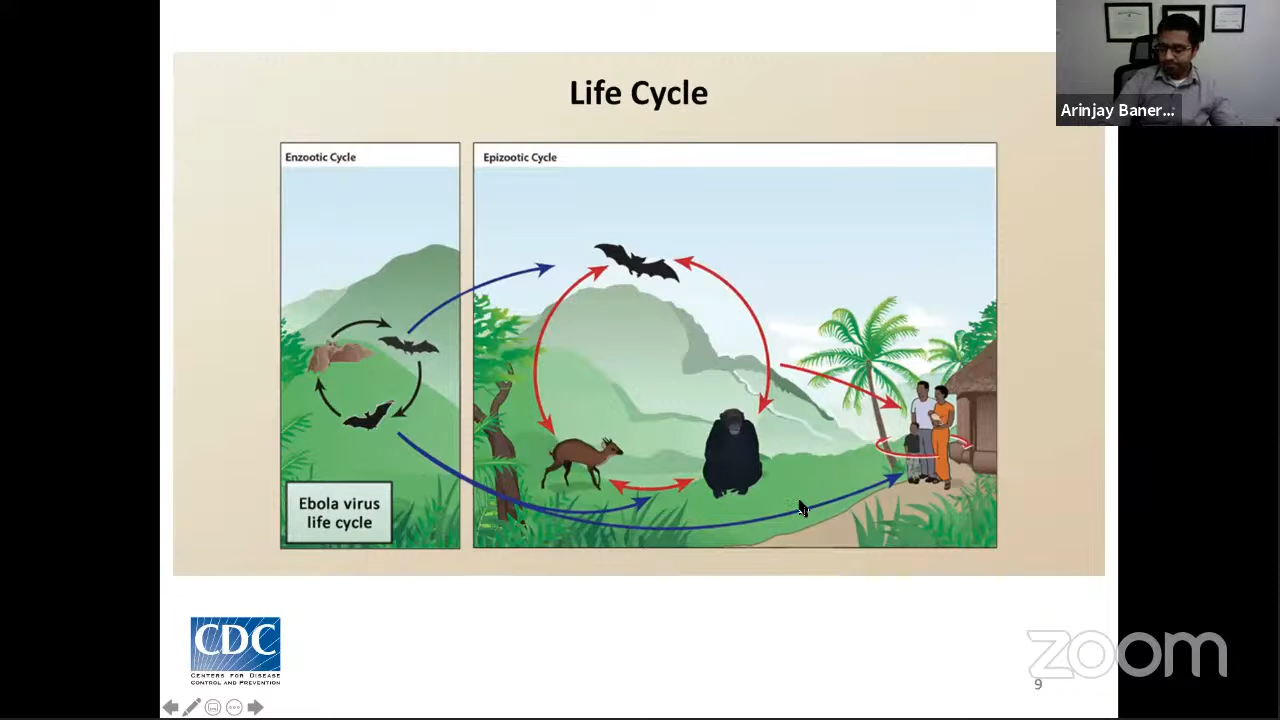 Life Cycle
Enzootic Cycle
Epizootic Cycle
Ebola virus
life cycle
CDC
CENTERS FOR DISEASE
CONTROL AND PREVENTION
9
Arinjay Baner...
zoom